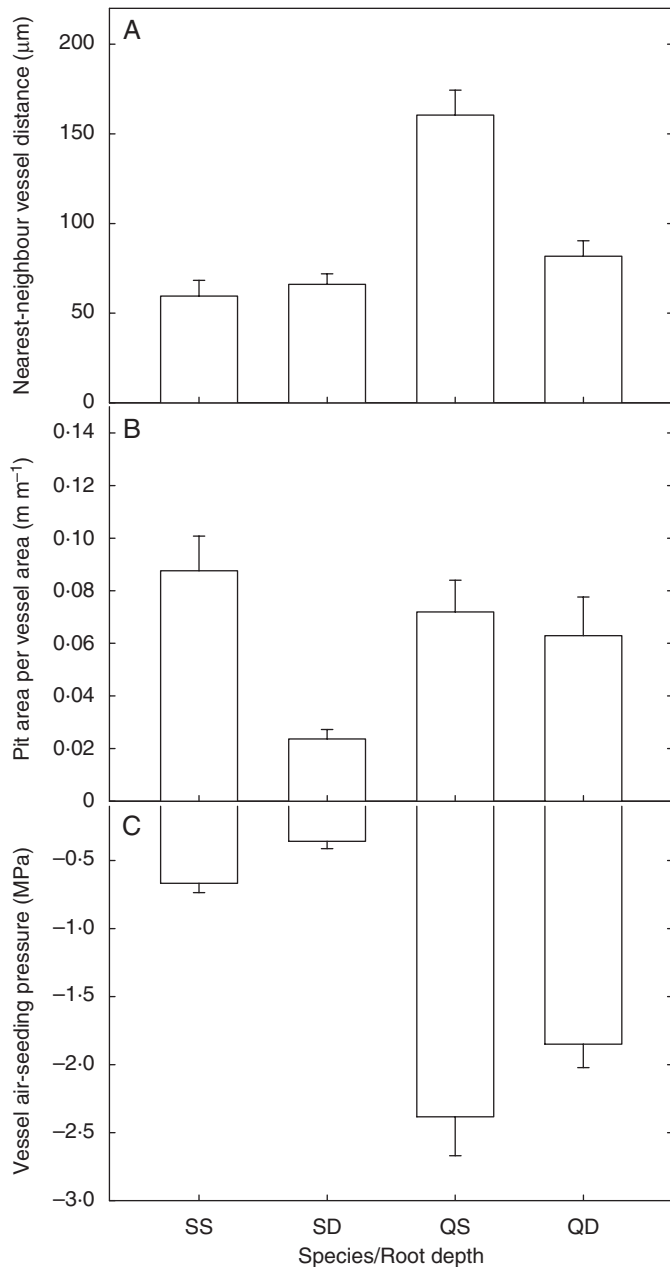 A
Nearest-neighbour vessel distance (μm)
200
150
100
50
0
B
Pit area per vessel area (m m⁻¹)
0·14
0·12
0·10
0·08
0·06
0·04
0·02
0
C
Vessel air-seeding pressure (MPa)
–0·5
–1·0
–1·5
–2·0
–2·5
–3·0
SS SD QS QD
Species/Root depth